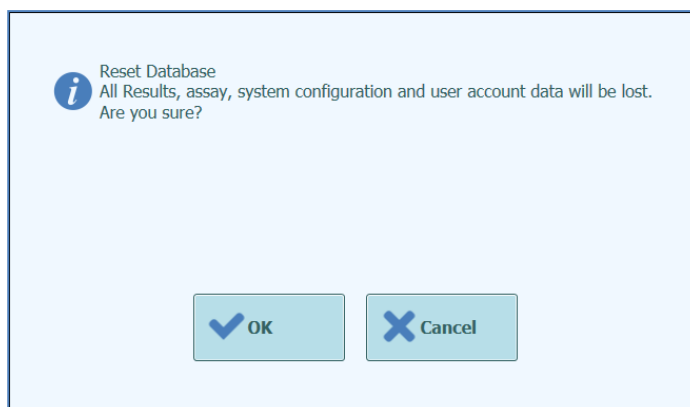 Reset Database
All Results, assay, system configuration and user account data will be lost.
Are you sure?
OK
Cancel